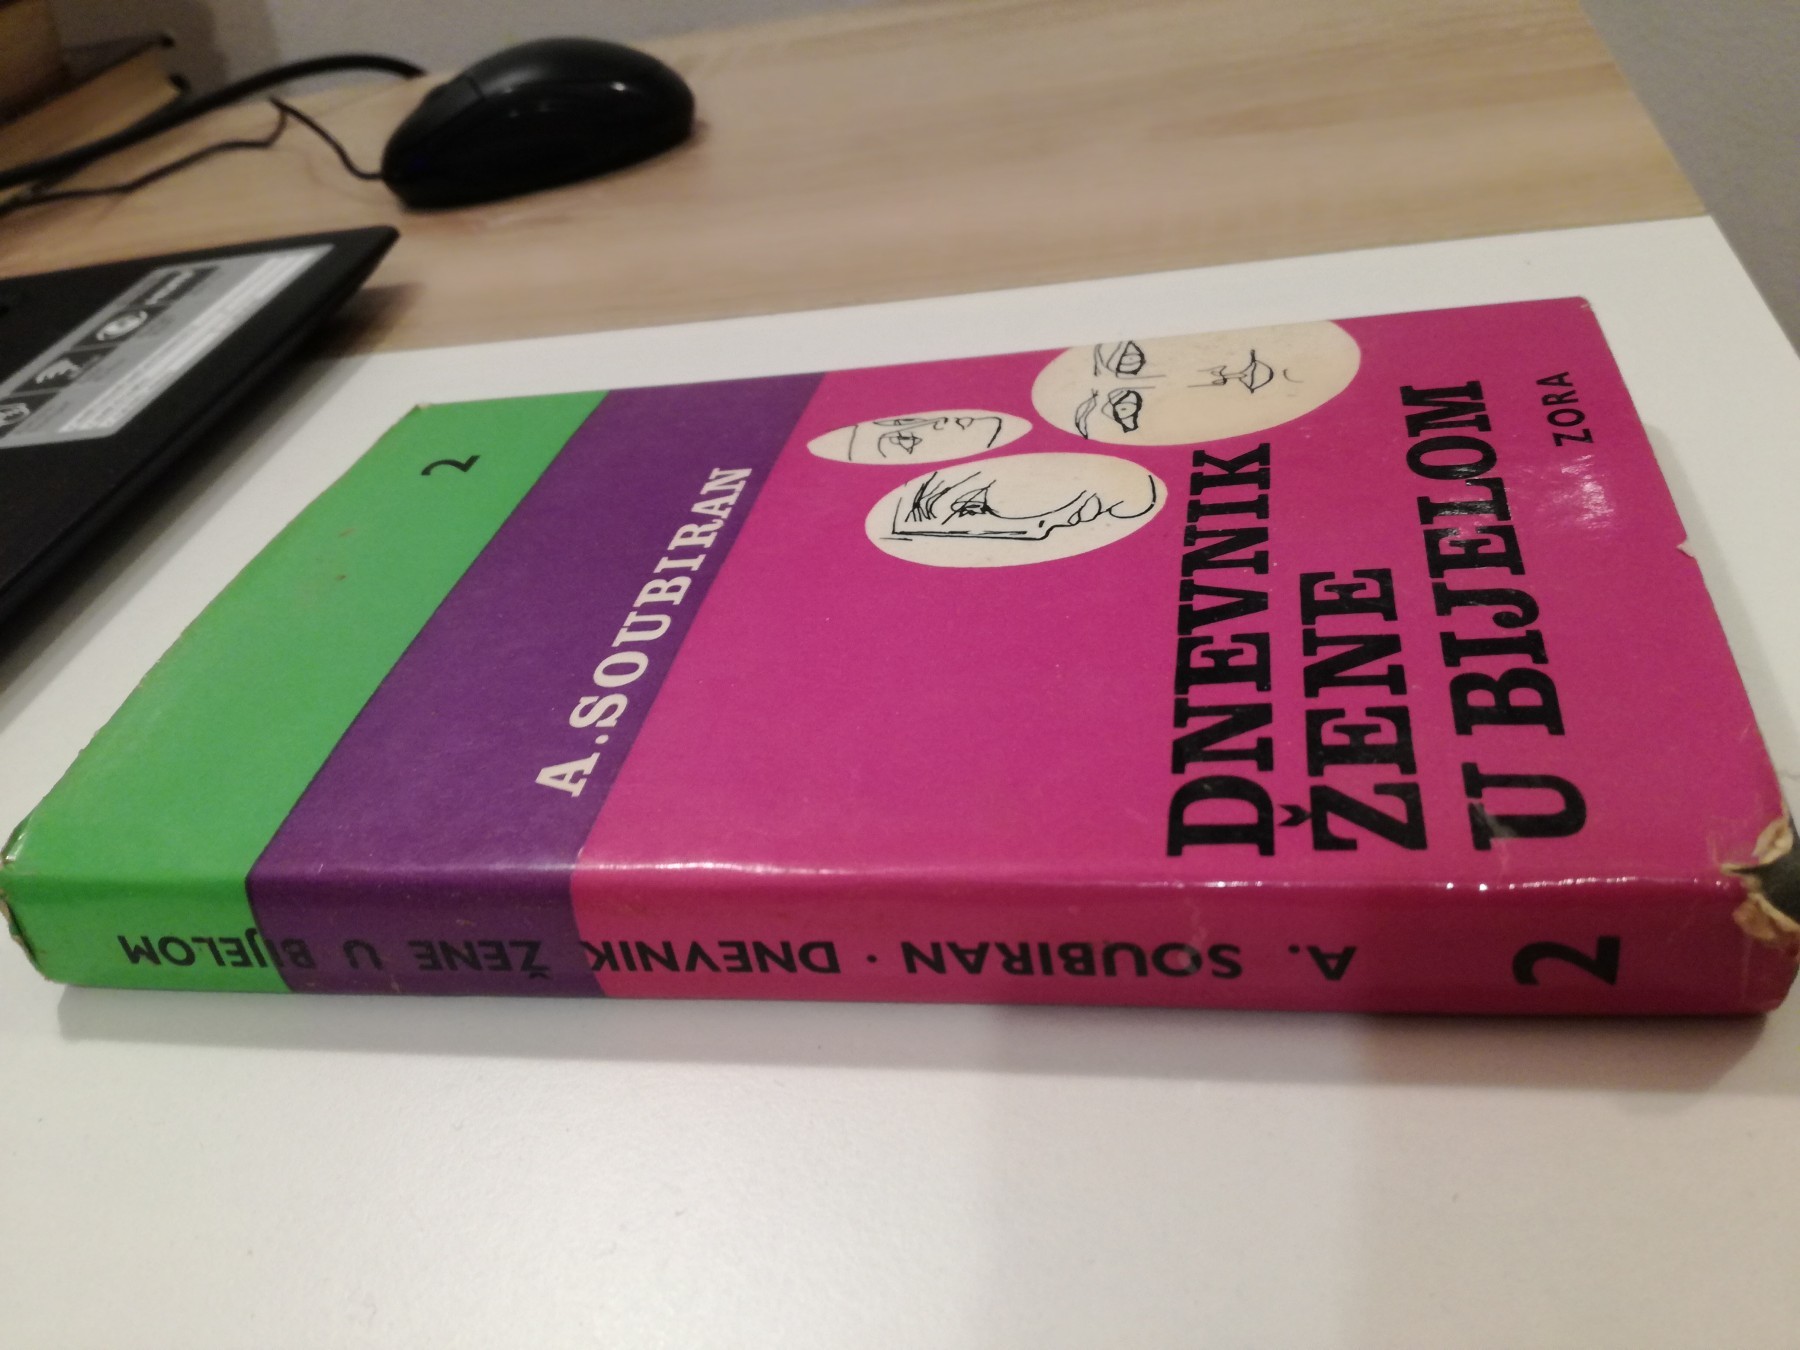 2
A. SOUBIRAN
DNEVNIK
ŽENE
U BIJELOM
ZORA
2 A. SOUBIRAN · DNEVNIK ŽENE U BIJELOM